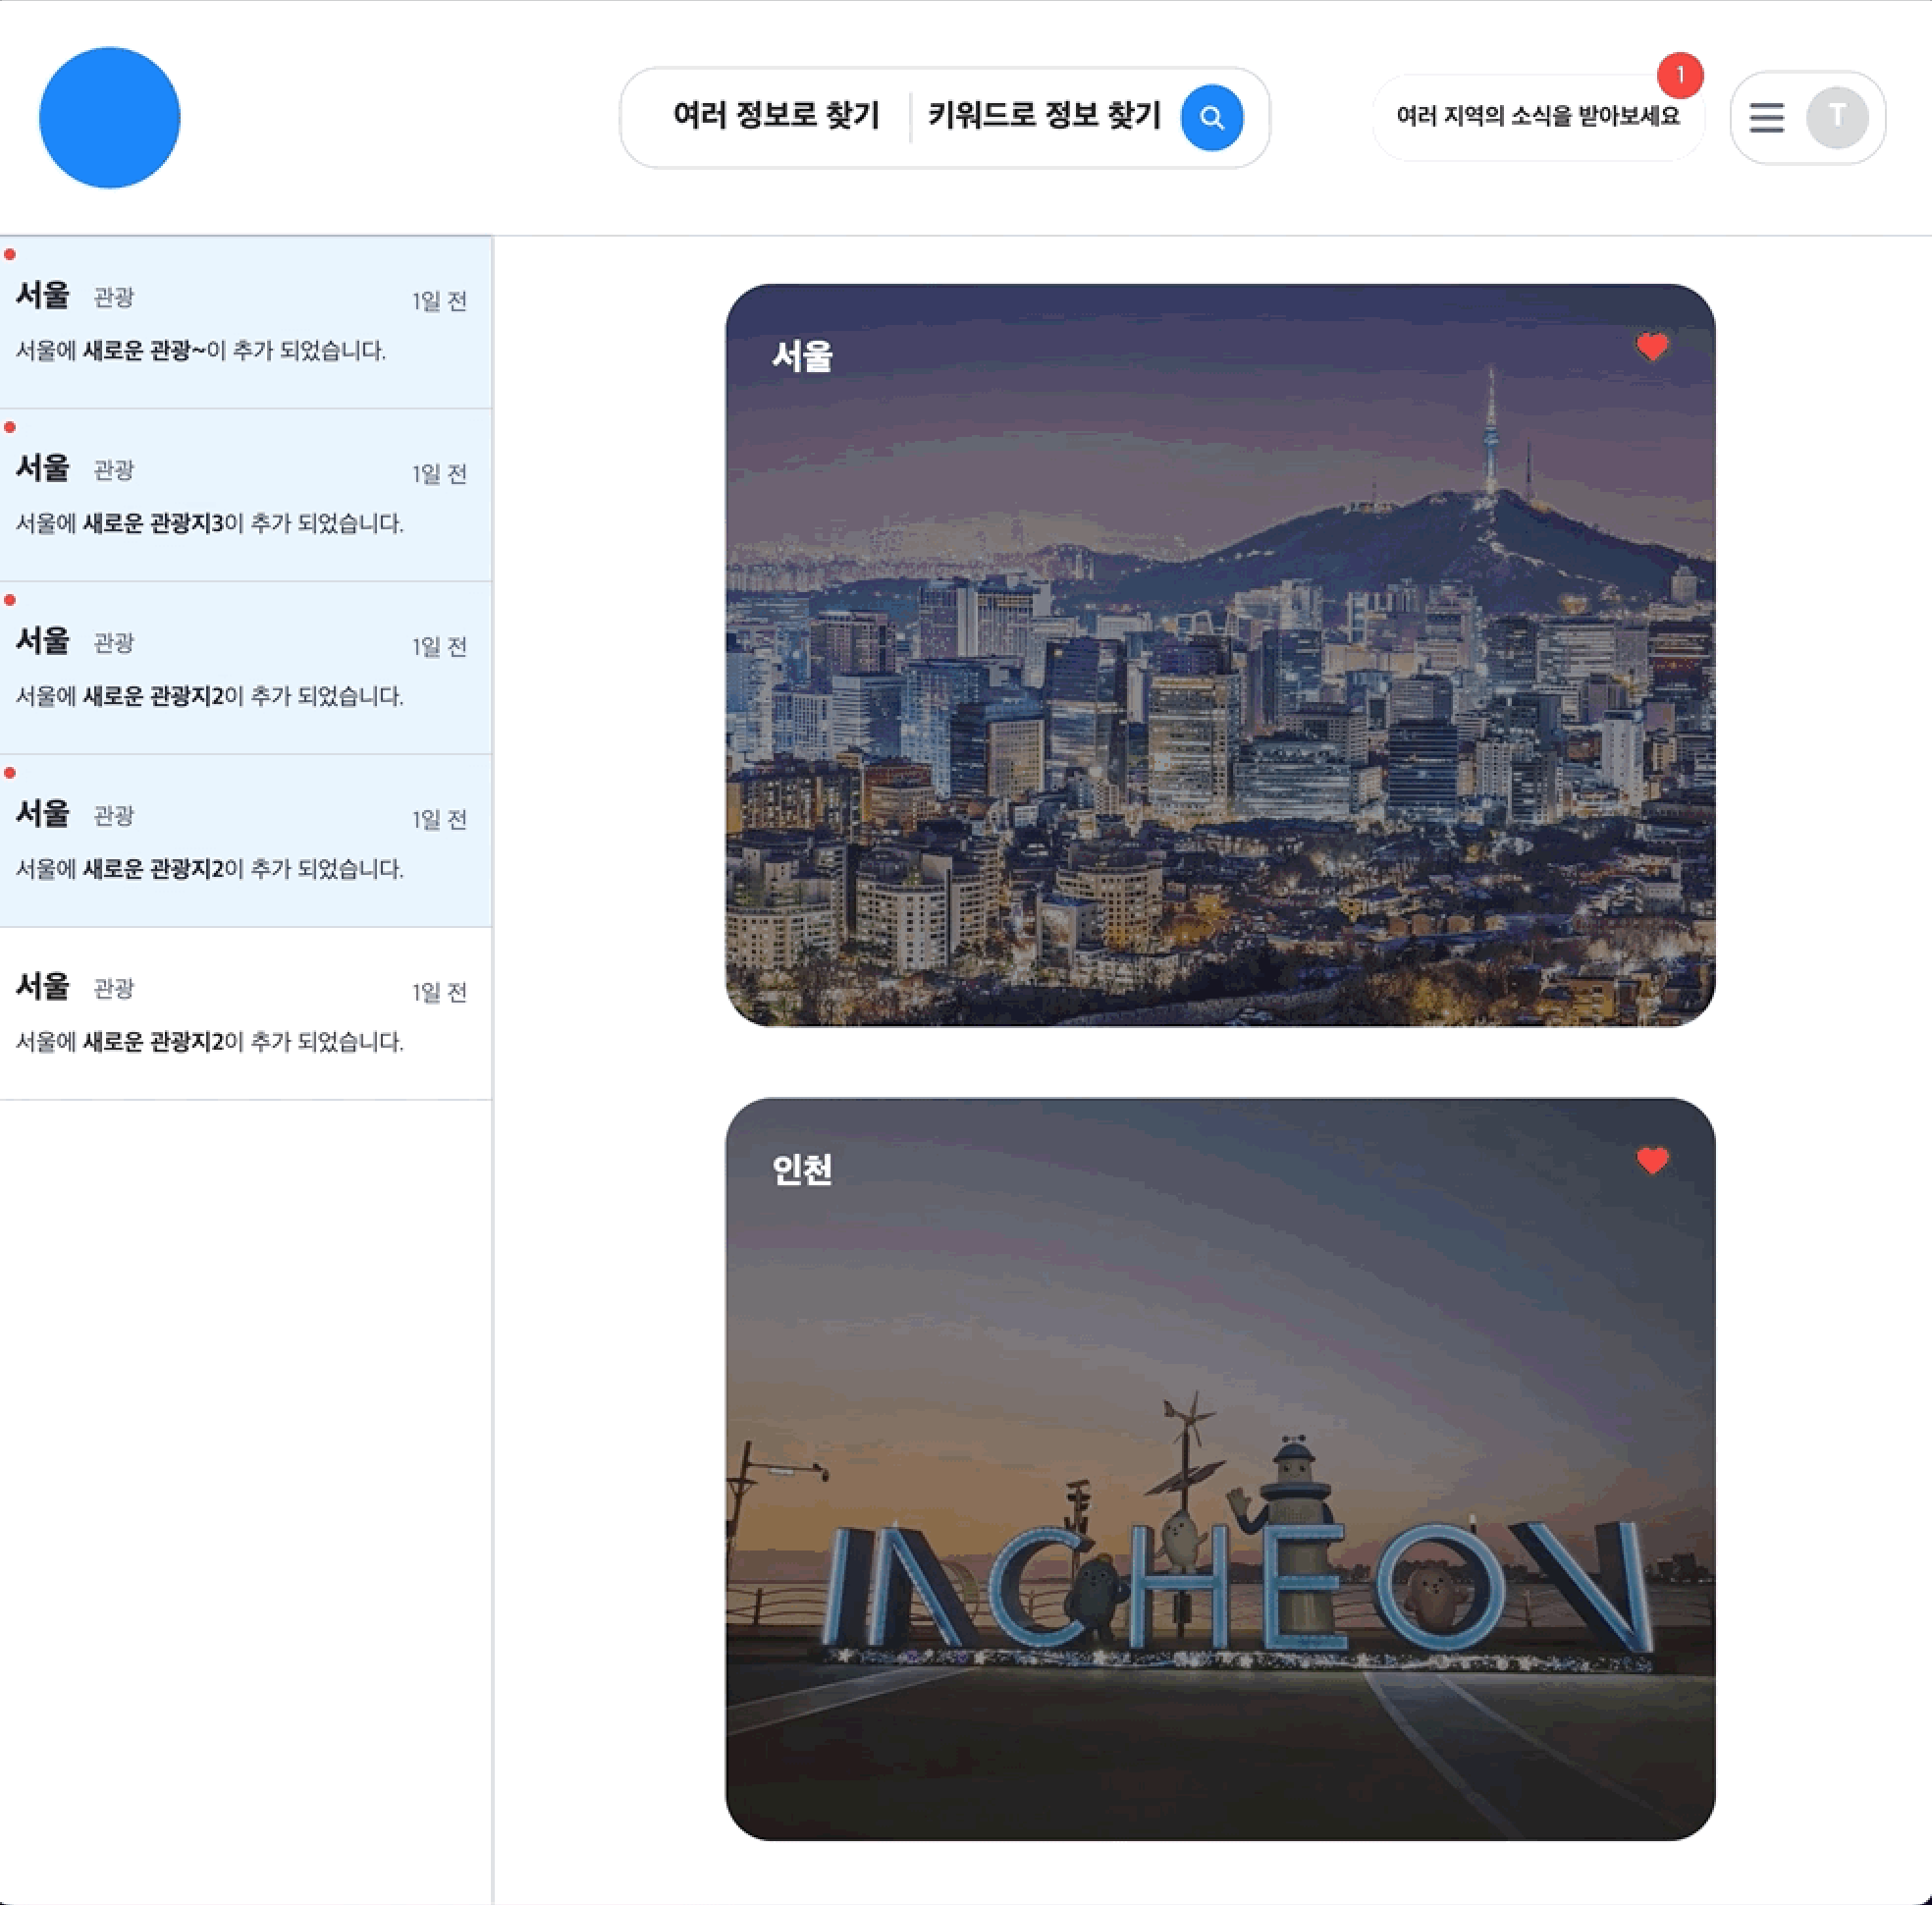 여러 정보로 찾기 키워드로 정보 찾기
여러 지역의 소식을 받아보세요
1
T
서울 관광 1일 전
서울에 새로운 관광~이 추가 되었습니다.
서울 관광 1일 전
서울에 새로운 관광지3이 추가 되었습니다.
서울 관광 1일 전
서울에 새로운 관광지2이 추가 되었습니다.
서울 관광 1일 전
서울에 새로운 관광지2이 추가 되었습니다.
서울 관광 1일 전
서울에 새로운 관광지2이 추가 되었습니다.
서울
인천
INCHEON